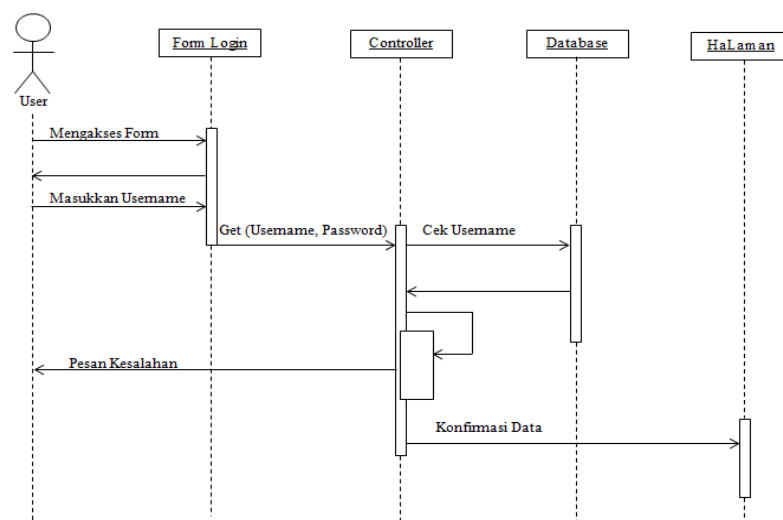 Form Login
Controller
Database
HaLaman
User
Mengakses Form
Masukkan Username
Get (Username, Password)
Cek Username
Pesan Kesalahan
Konfirmasi Data